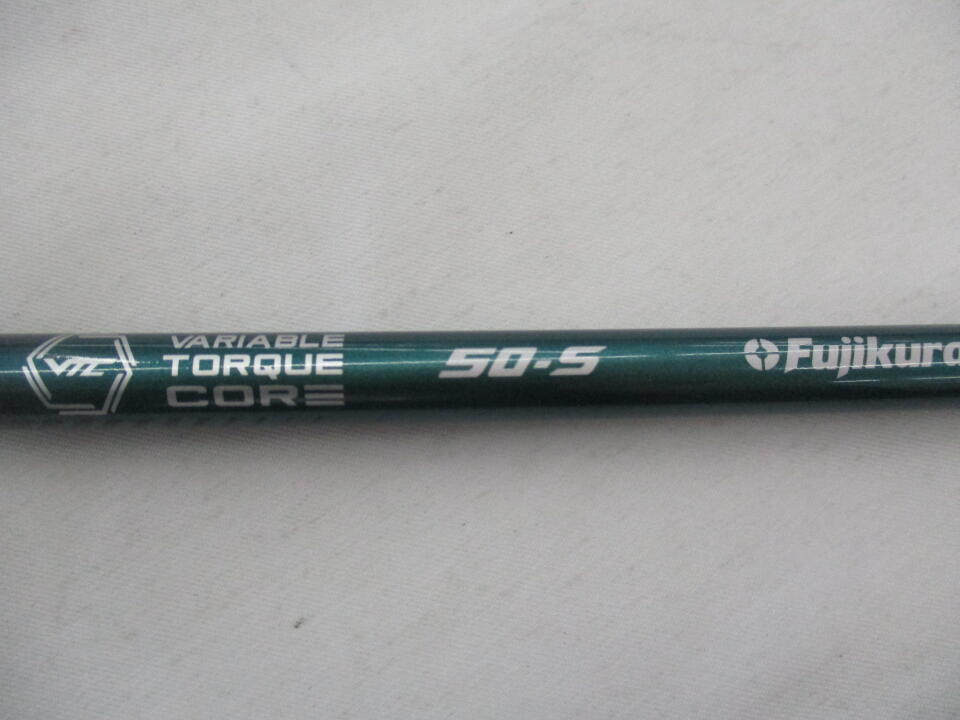 VTC
VARIABLE
TORQUE
CORE
50-S
Fujikura